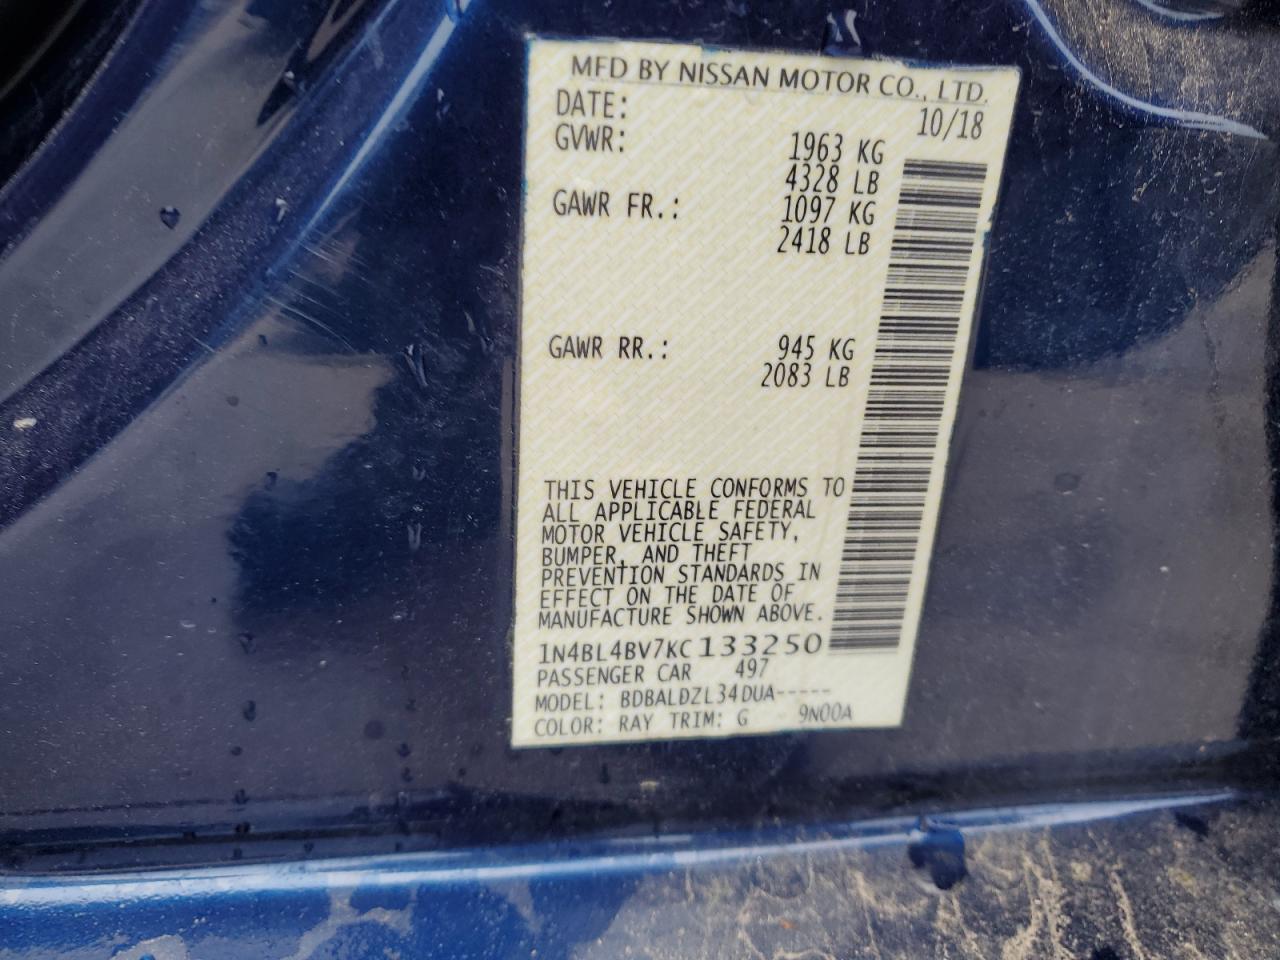 MFD BY NISSAN MOTOR CO., LTD.
DATE: 10/18
GVWR: 1963 KG
4328 LB
GAWR FR.: 1097 KG
2418 LB
GAWR RR.: 945 KG
2083 LB
THIS VEHICLE CONFORMS TO
ALL APPLICABLE FEDERAL
MOTOR VEHICLE SAFETY,
BUMPER, AND THEFT
PREVENTION STANDARDS IN
EFFECT ON THE DATE OF
MANUFACTURE SHOWN ABOVE.
1N4BL4BV7KC133250
PASSENGER CAR 497
MODEL: BDBALDZL34DUA-----
COLOR: RAY TRIM: G 9N00A